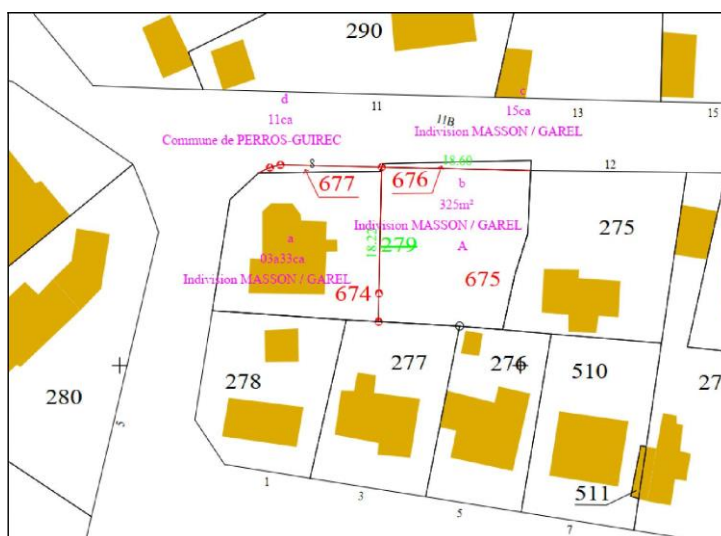 290
d
11ca
Commune de PERROS-GUIREC
11
11B
c
15ca
Indivision MASSON / GAREL
13
15
8
677
676
18.60
b
325m²
Indivision MASSON / GAREL
12
275
a
03a33ca
Indivision MASSON / GAREL
18.22
279
A
674
675
280
5
278
277
276
510
27
511
1
3
5
7